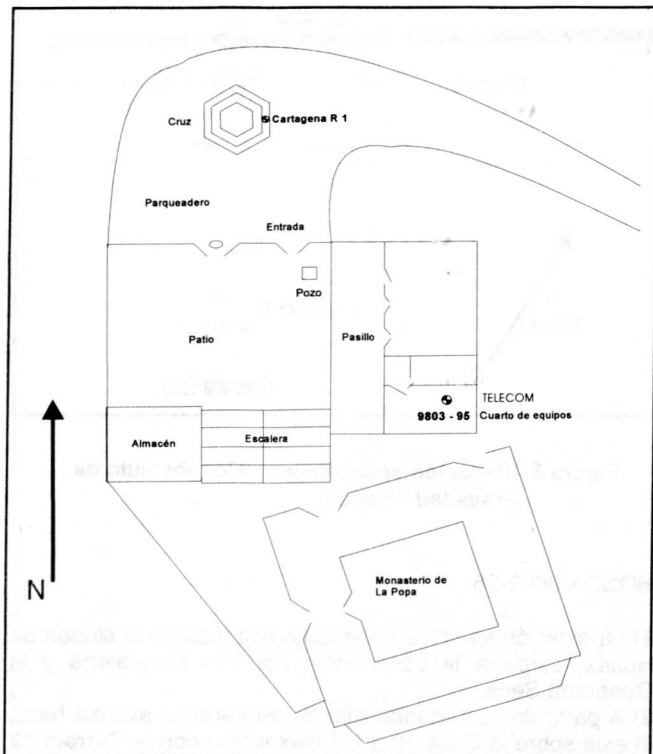 Cruz
Cartagena R 1
Parqueadero
Entrada
Pozo
Patio
Pasillo
TELECOM
9803 - 95 Cuarto de equipos
Almacén
Escalera
N
Monasterio de
La Popa